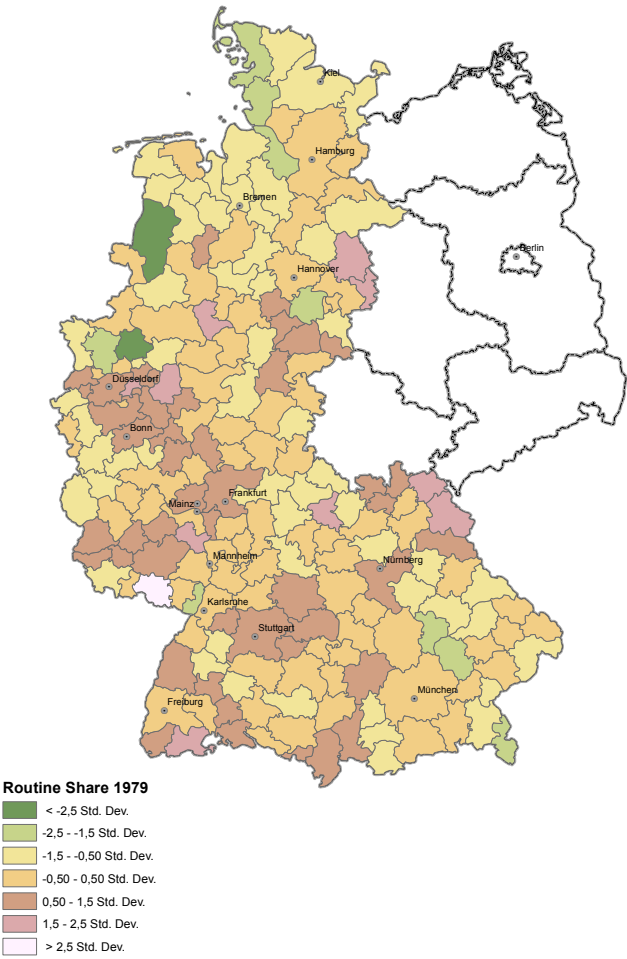 Kiel
Hamburg
Bremen
Berlin
Hannover
Düsseldorf
Bonn
Frankfurt
Mainz
Mannheim
Nürnberg
Karlsrohe
Stuttgart
München
Freiburg
Routine Share 1979
< -2,5 Std. Dev.
-2,5 - -1,5 Std. Dev.
-1,5 - -0,50 Std. Dev.
-0,50 - 0,50 Std. Dev.
0,50 - 1,5 Std. Dev.
1,5 - 2,5 Std. Dev.
> 2,5 Std. Dev.